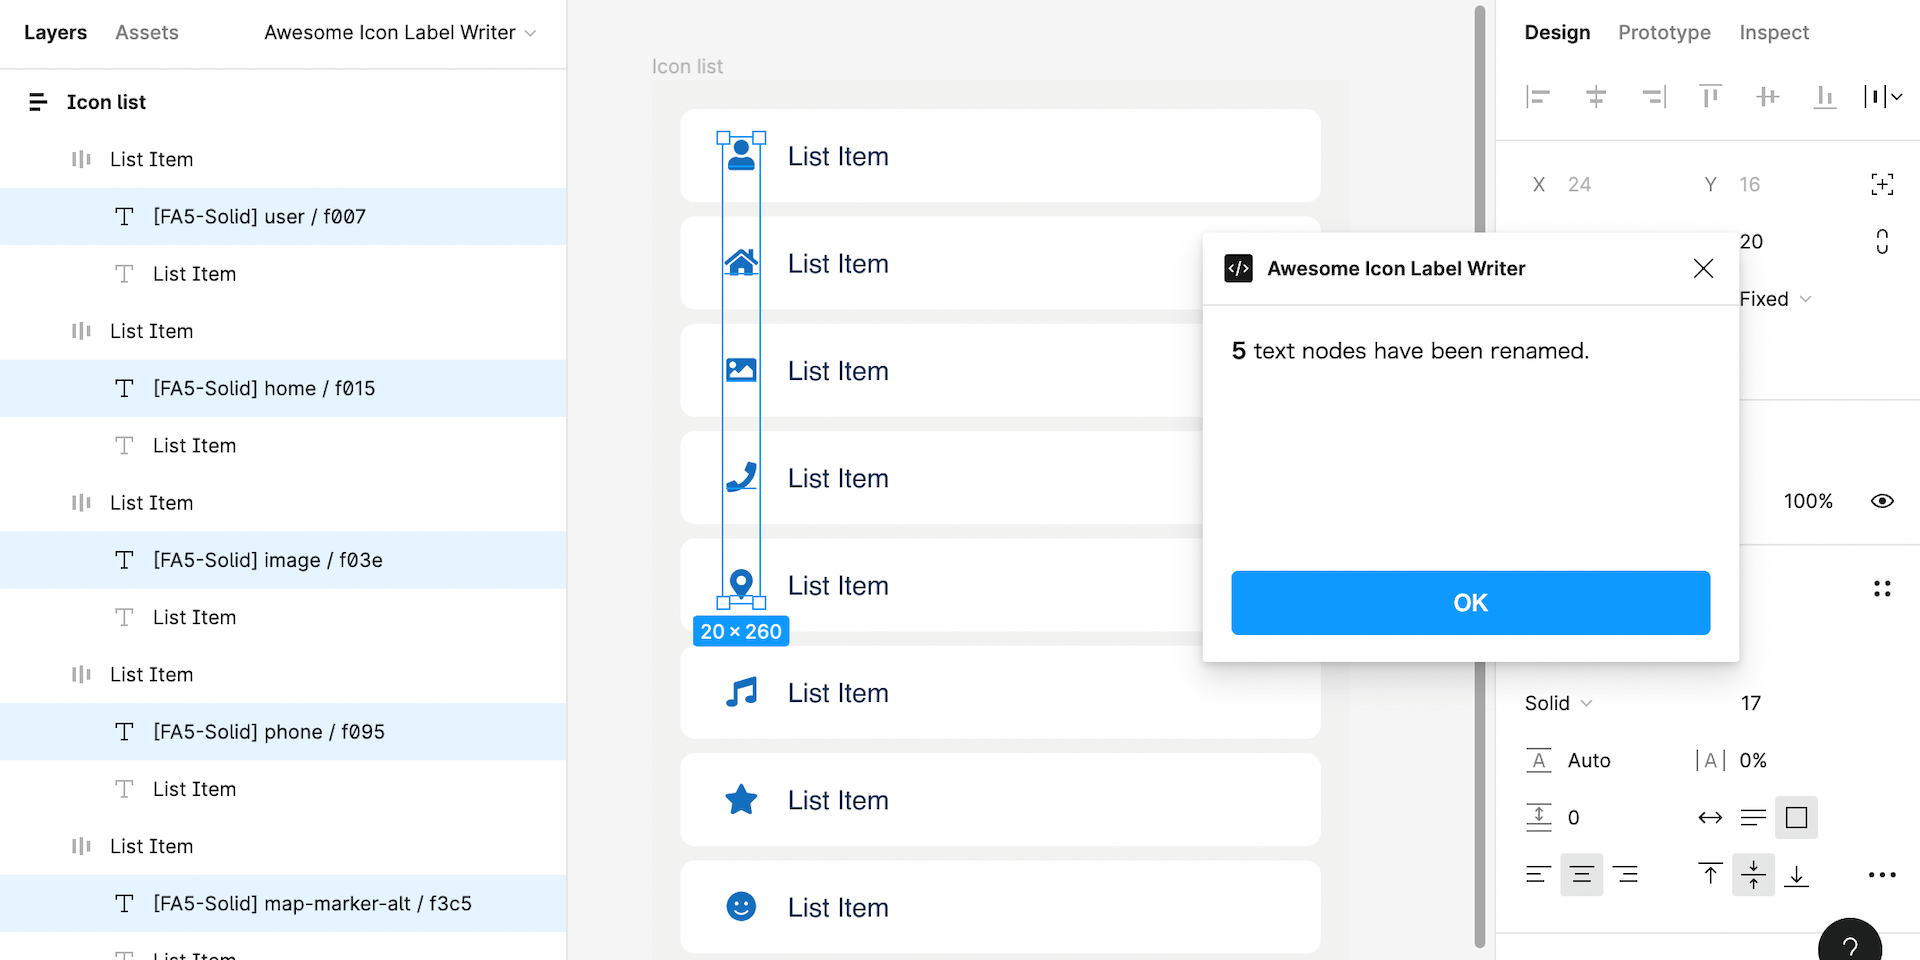 Layers Assets Awesome Icon Label Writer
Icon list
List Item
[FA5-Solid] user / f007
List Item
List Item
[FA5-Solid] home / f015
List Item
List Item
[FA5-Solid] image / f03e
List Item
List Item
[FA5-Solid] phone / f095
List Item
List Item
[FA5-Solid] map-marker-alt / f3c5
List Item
Icon list
List Item
List Item
List Item
List Item
List Item
20 × 260
List Item
List Item
List Item
Awesome Icon Label Writer
5 text nodes have been renamed.
OK
Design Prototype Inspect
X 24 Y 16
20
Fixed
100%
Solid 17
A Auto |A| 0%
0
?